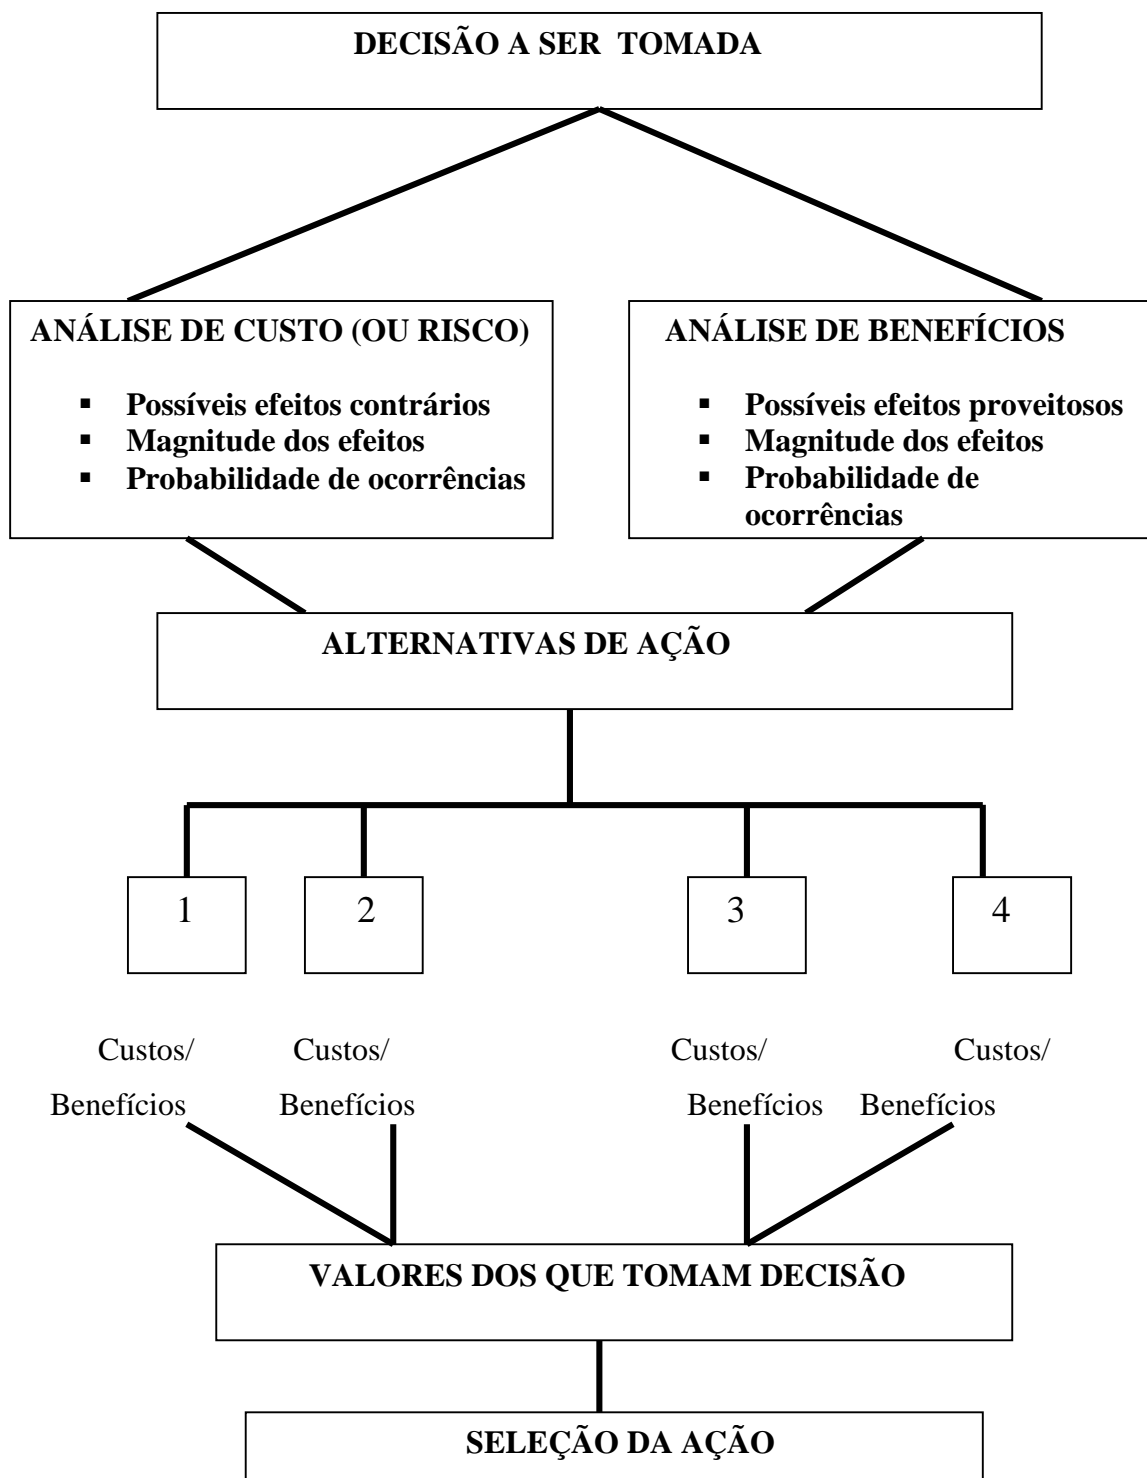 DECISÃO A SER TOMADA
ANÁLISE DE CUSTO (OU RISCO)
▪ Possíveis efeitos contrários
▪ Magnitude dos efeitos
▪ Probabilidade de ocorrências
ANÁLISE DE BENEFÍCIOS
▪ Possíveis efeitos proveitosos
▪ Magnitude dos efeitos
▪ Probabilidade de
ocorrências
ALTERNATIVAS DE AÇÃO
1
2
3
4
Custos/
Benefícios
Custos/
Benefícios
Custos/
Benefícios
Custos/
Benefícios
VALORES DOS QUE TOMAM DECISÃO
SELEÇÃO DA AÇÃO